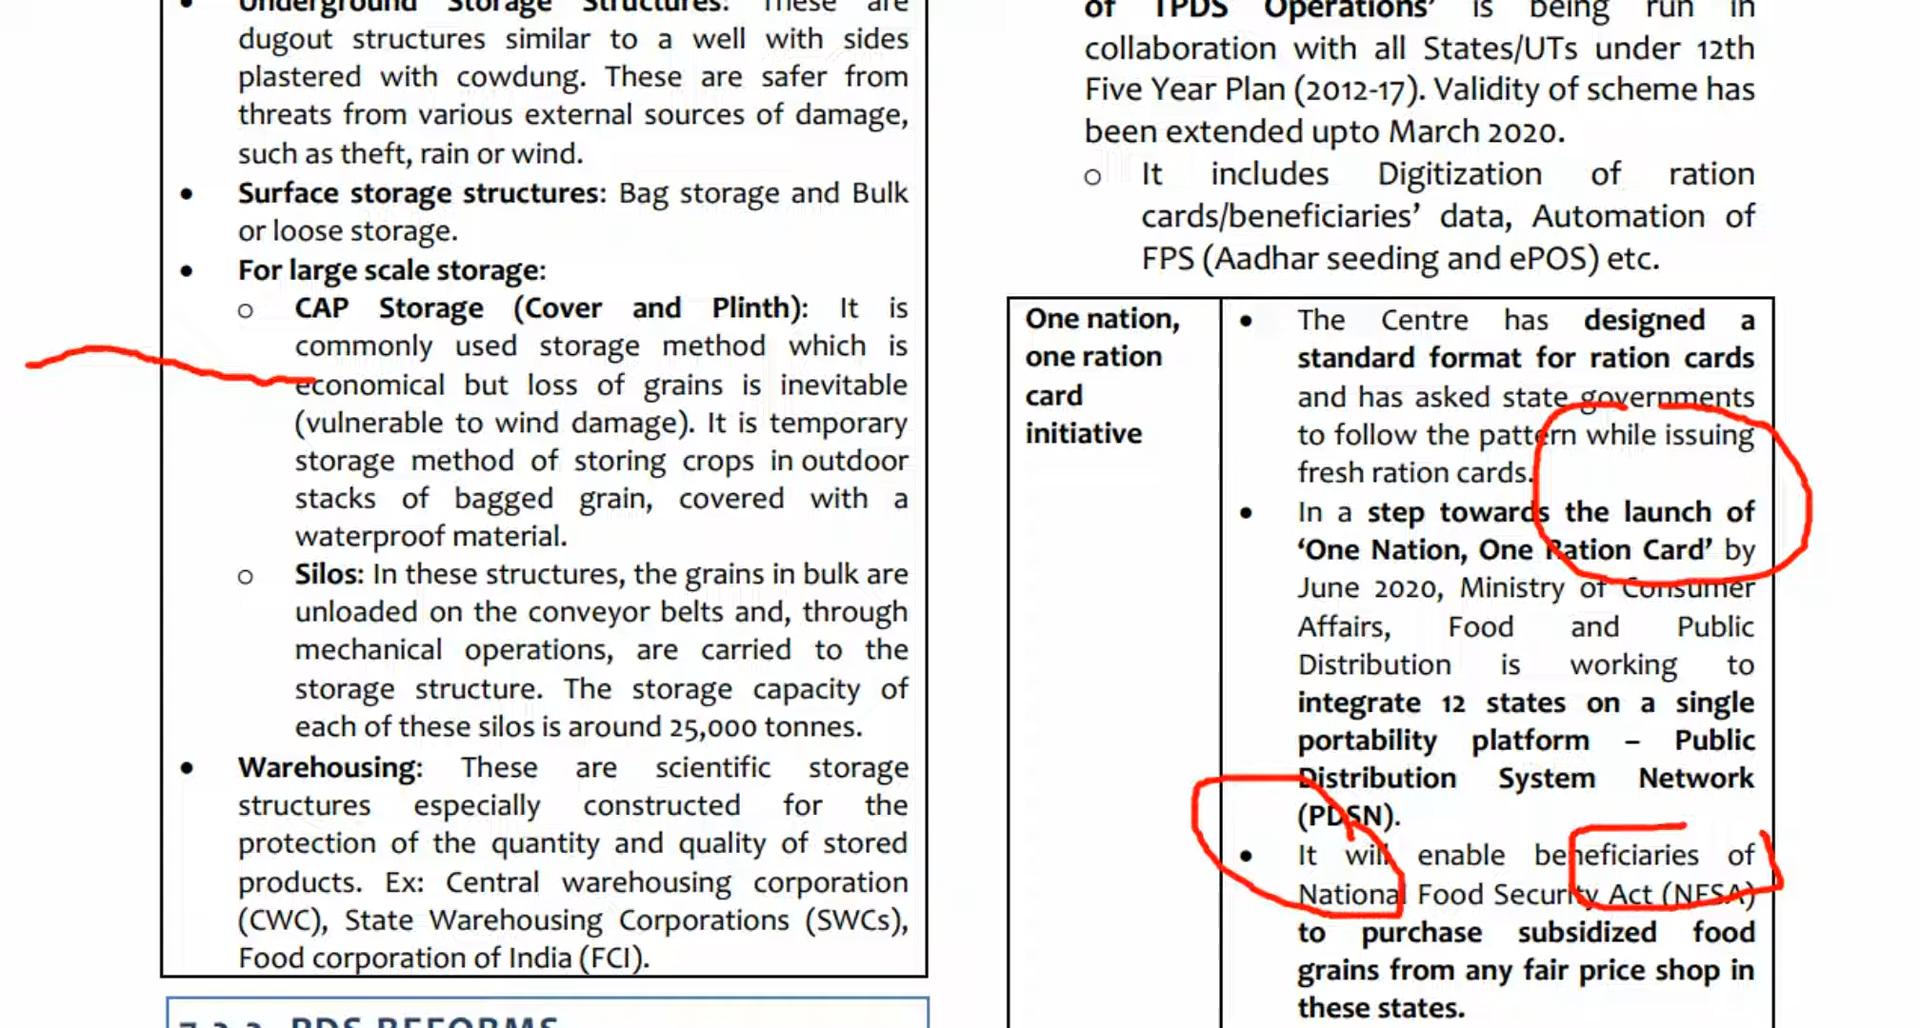 Underground Storage Structures: These are
dugout structures similar to a well with sides
plastered with cowdung. These are safer from
threats from various external sources of damage,
such as theft, rain or wind.
• Surface storage structures: Bag storage and Bulk
or loose storage.
• For large scale storage:
o CAP Storage (Cover and Plinth): It is
commonly used storage method which is
economical but loss of grains is inevitable
(vulnerable to wind damage). It is temporary
storage method of storing crops in outdoor
stacks of bagged grain, covered with a
waterproof material.
o Silos: In these structures, the grains in bulk are
unloaded on the conveyor belts and, through
mechanical operations, are carried to the
storage structure. The storage capacity of
each of these silos is around 25,000 tonnes.
• Warehousing: These are scientific storage
structures especially constructed for the
protection of the quantity and quality of stored
products. Ex: Central warehousing corporation
(CWC), State Warehousing Corporations (SWCs),
Food corporation of India (FCI).
PDS REFORMS
of TPDS Operations’ is being run in
collaboration with all States/UTs under 12th
Five Year Plan (2012-17). Validity of scheme has
been extended upto March 2020.
o It includes Digitization of ration
cards/beneficiaries’ data, Automation of
FPS (Aadhar seeding and ePOS) etc.
One nation,
one ration
card
initiative
• The Centre has designed a
standard format for ration cards
and has asked state governments
to follow the pattern while issuing
fresh ration cards.
• In a step towards the launch of
‘One Nation, One Ration Card’ by
June 2020, Ministry of Consumer
Affairs, Food and Public
Distribution is working to
integrate 12 states on a single
portability platform – Public
Distribution System Network
(PDSN).
• It will enable beneficiaries of
National Food Security Act (NFSA)
to purchase subsidized food
grains from any fair price shop in
these states.